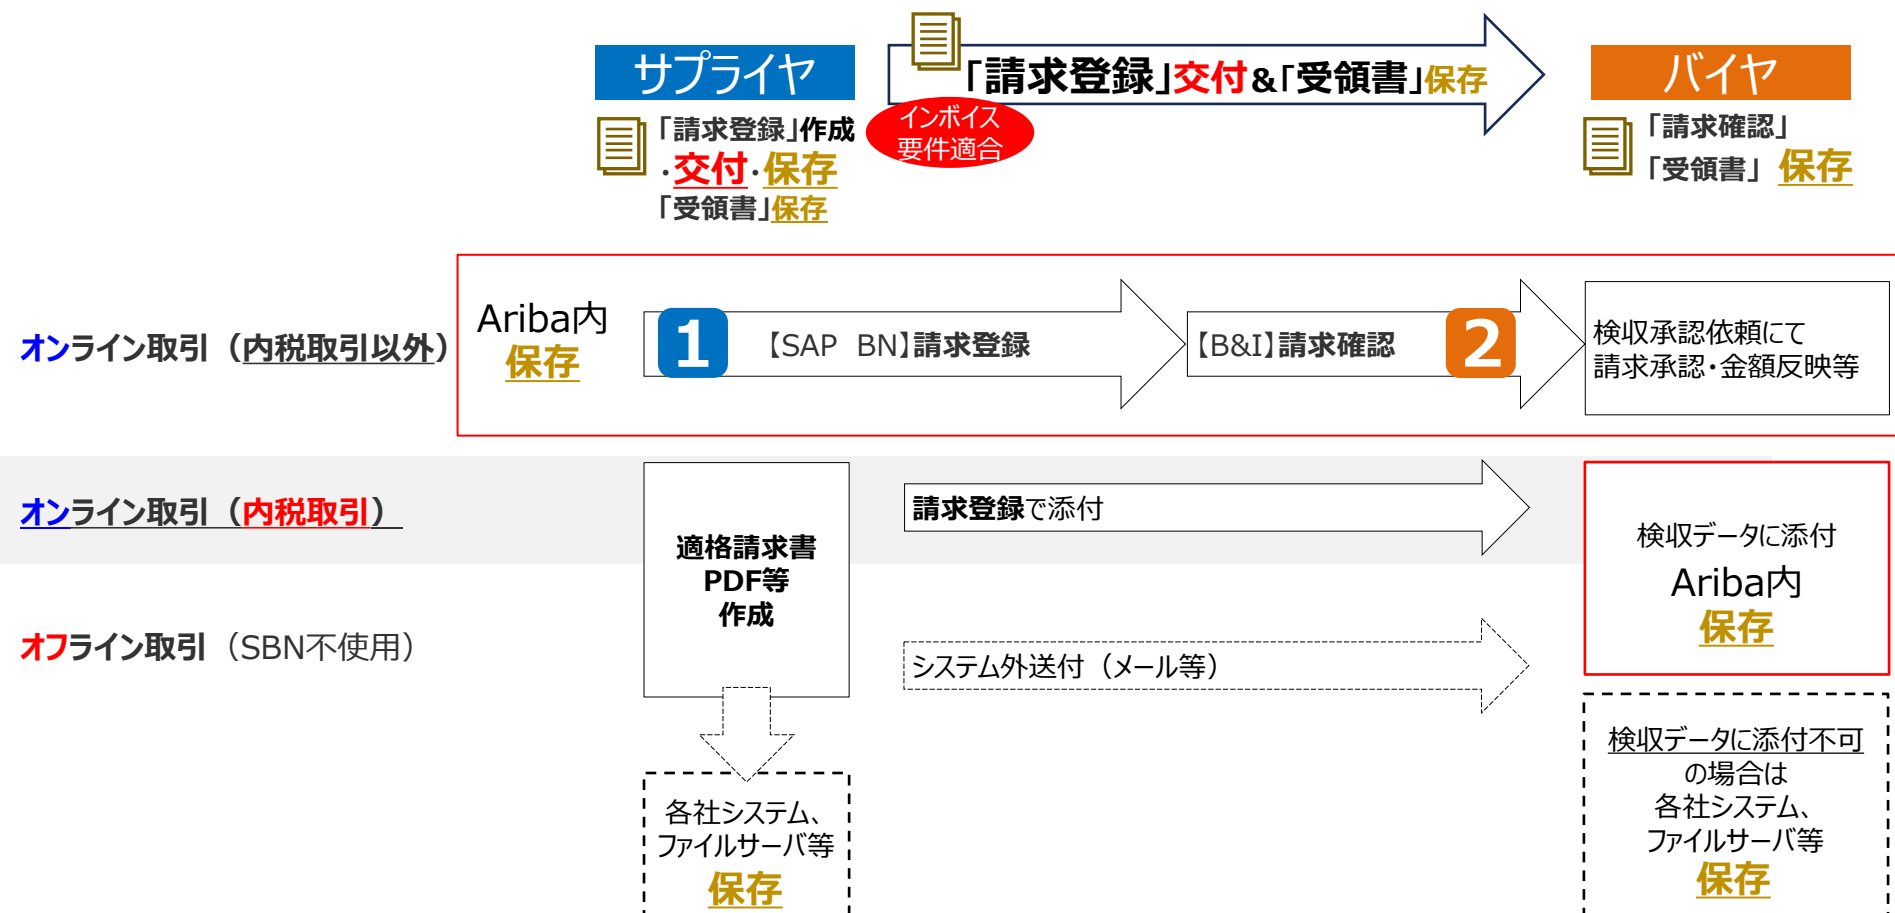 サプライヤ
「請求登録」交付&「受領書」保存
バイヤ
インボイス
要件適合
「請求登録」作成
・交付・保存
「受領書」保存
「請求確認」
「受領書」 保存
オンライン取引（内税取引以外）
Ariba内
保存
1
【SAP BN】請求登録
【B&I】請求確認
2
検収承認依頼にて
請求承認・金額反映等
オンライン取引（内税取引）
適格請求書
PDF等
作成
請求登録で添付
検収データに添付
Ariba内
保存
オフライン取引（SBN不使用）
システム外送付（メール等）
各社システム、
ファイルサーバ等
保存
検収データに添付不可
の場合は
各社システム、
ファイルサーバ等
保存